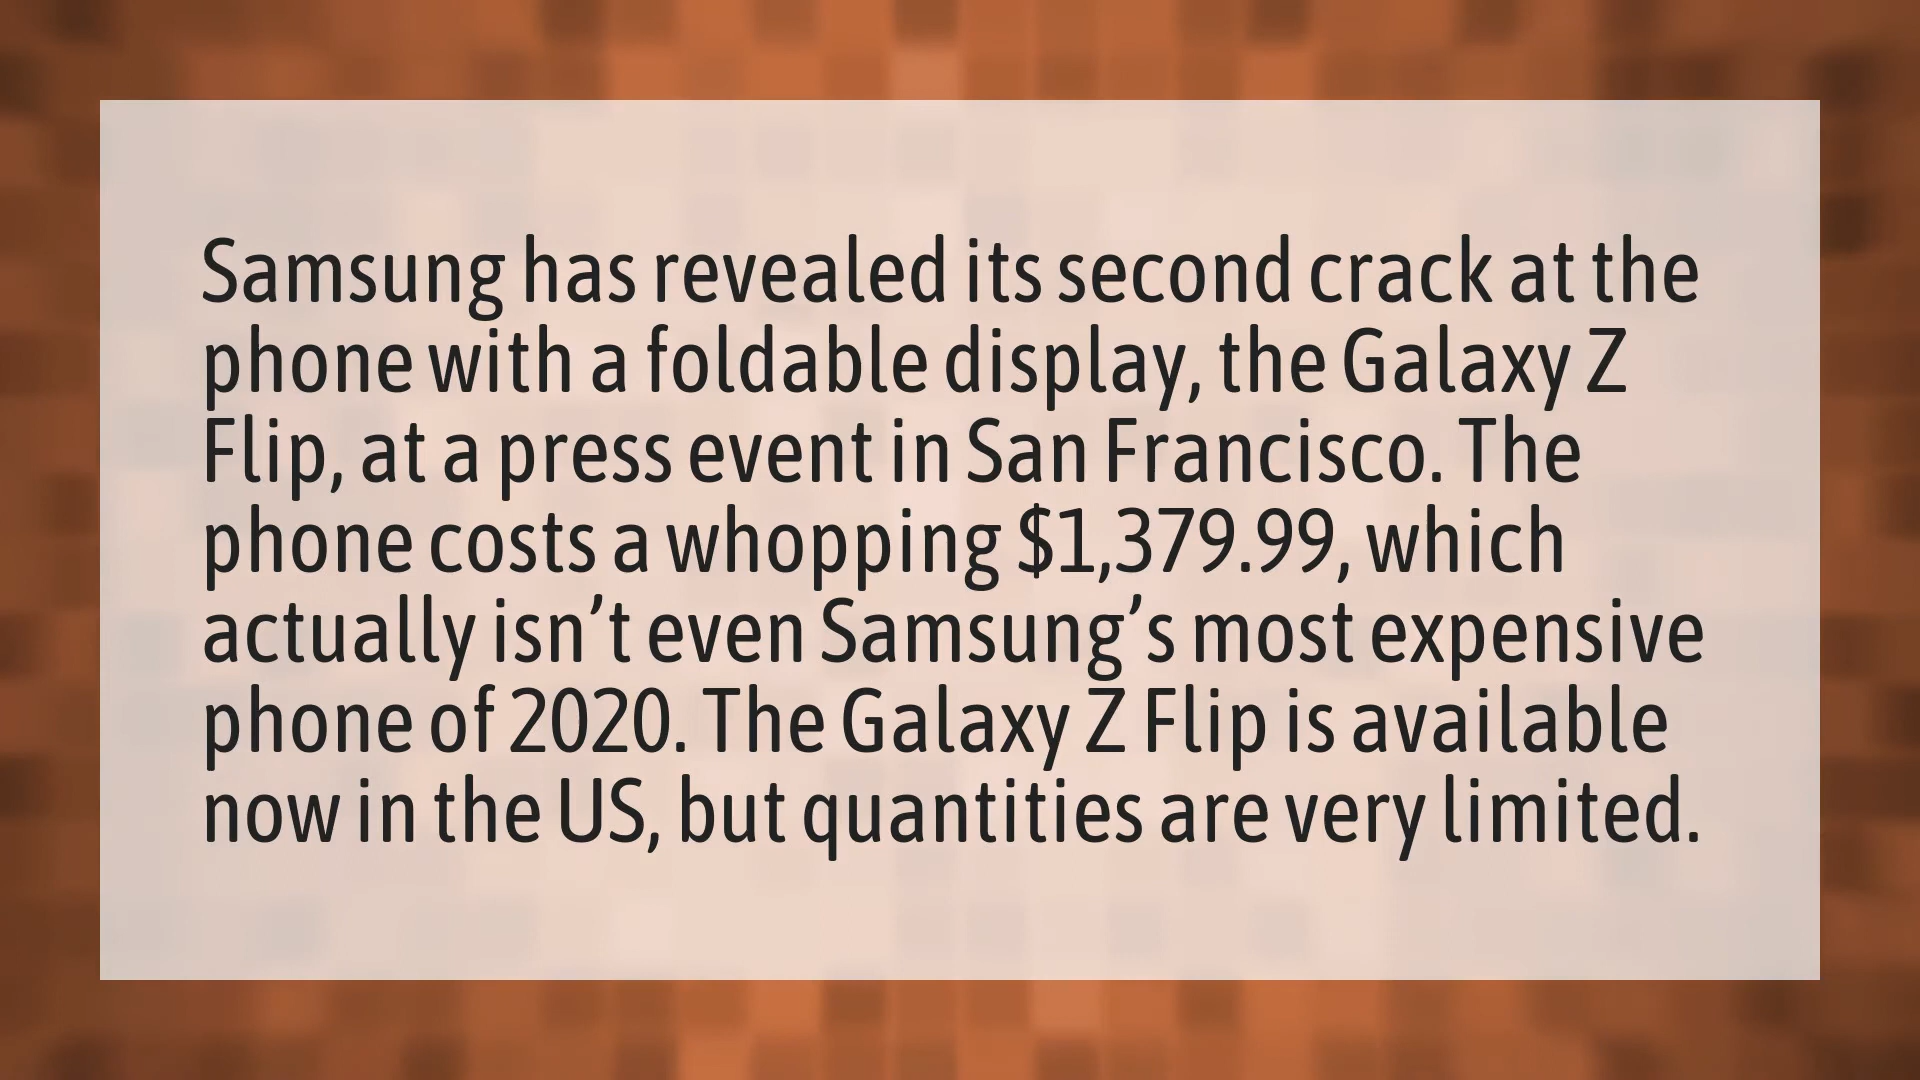 Samsung has revealed its second crack at the
phone with a foldable display, the Galaxy Z
Flip, at a press event in San Francisco. The
phone costs a whopping $1,379.99, which
actually isn’t even Samsung’s most expensive
phone of 2020. The Galaxy Z Flip is available
now in the US, but quantities are very limited.